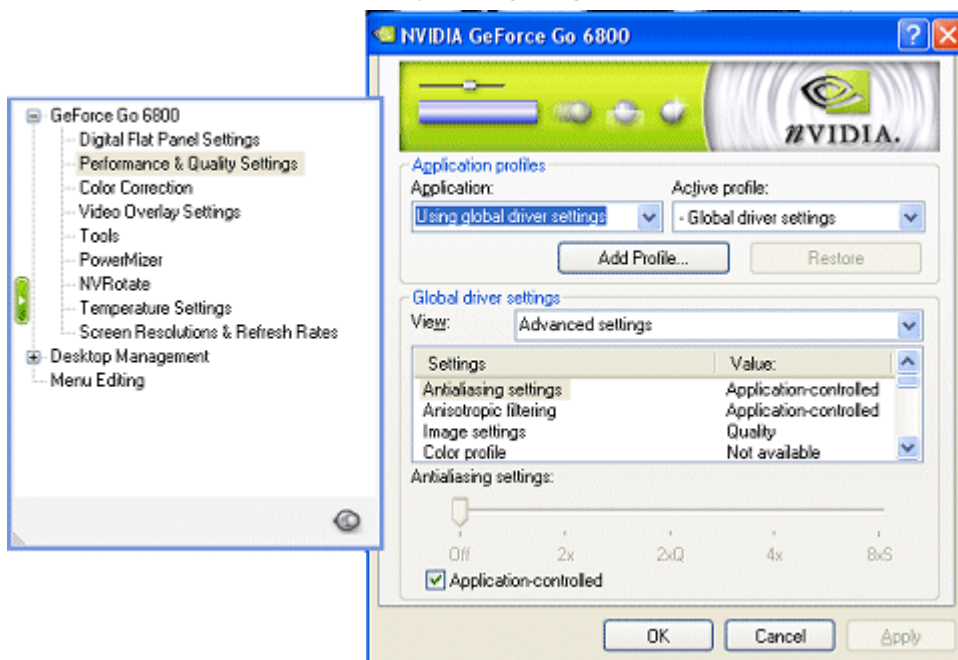 GeForce Go 6800
Digital Flat Panel Settings
Performance & Quality Settings
Color Correction
Video Overlay Settings
Tools
PowerMizer
NVRotate
Temperature Settings
Screen Resolutions & Refresh Rates
Desktop Management
Menu Editing
NVIDIA GeForce Go 6800
NVIDIA.
Application profiles
Application:
Active profile:
Using global driver settings
- Global driver settings
Add Profile...
Restore
Global driver settings
View:
Advanced settings
Settings
Value:
Antialiasing settings
Application-controlled
Anisotropic filtering
Application-controlled
Image settings
Quality
Color profile
Not available
Antialiasing settings:
Off
2x
2xQ
4x
8xS
Application-controlled
OK
Cancel
Apply